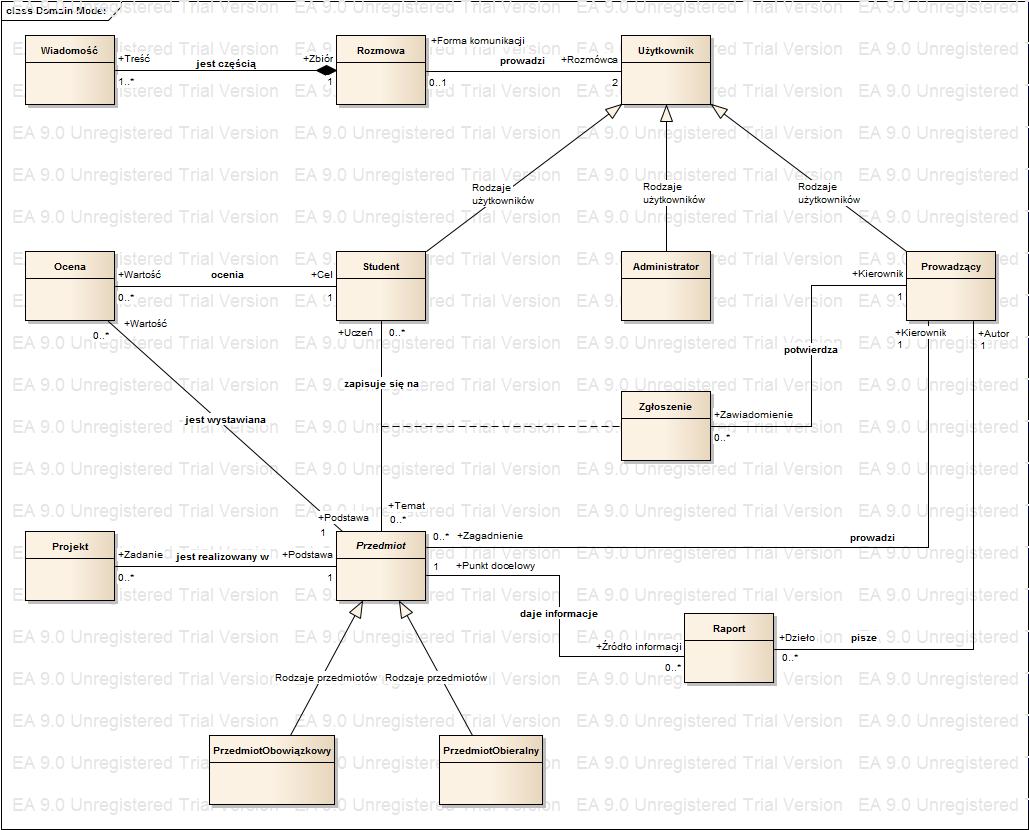 class Domain Model
EA 9.0 Unregistered Trial Version
Wiadomość
+Treść
1..*
jest częścią
+Zbiór
1
Rozmowa
+Forma komunikacji
0..1
prowadzi
+Rozmówca
2
Użytkownik
Rodzaje
użytkowników
Rodzaje
użytkowników
Rodzaje
użytkowników
Ocena
+Wartość
0..*
ocenia
+Cel
1
Student
Administrator
Prowadzący
+Kierownik
1
0..*
+Wartość
+Uczeń
0..*
+Kierownik
1
+Autor
1
potwierdza
zapisuje się na
jest wystawiana
Zgłoszenie
+Zawiadomienie
0..*
+Temat
0..*
+Podstawa
1
Projekt
+Zadanie
0..*
jest realizowany w
+Podstawa
1
Przedmiot
0..*
+Zagadnienie
prowadzi
1
+Punkt docelowy
daje informacje
+Źródło informacji
0..*
Raport
+Dzieło
0..*
pisze
Rodzaje przedmiotów
Rodzaje przedmiotów
PrzedmiotObowiązkowy
PrzedmiotObieralny